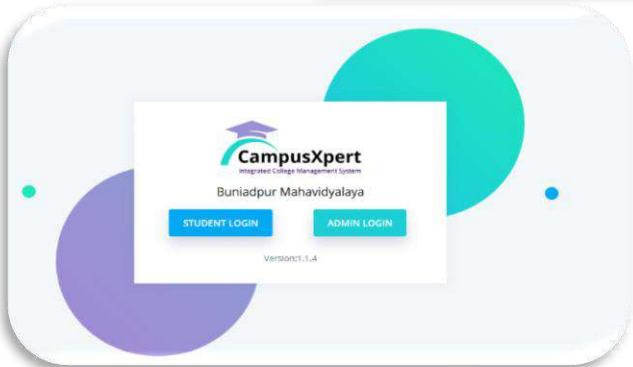 CampusXpert
Integrated College Management System
Buniadpur Mahavidyalaya
STUDENT LOGIN
ADMIN LOGIN
Version:1.1.4